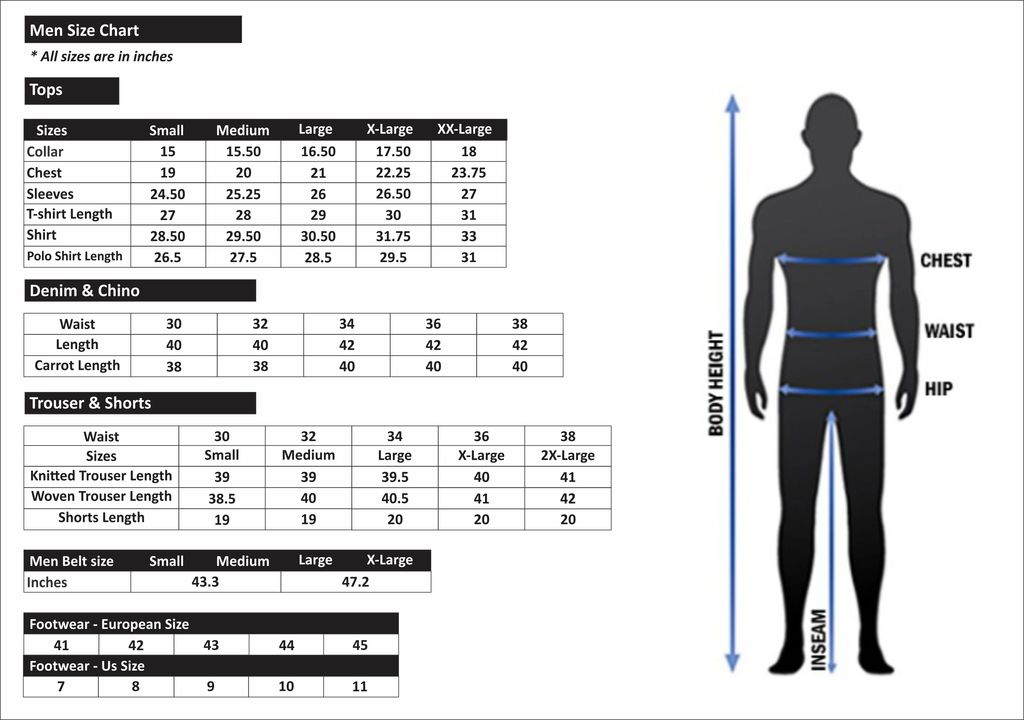 Men Size Chart
* All sizes are in inches
Tops
Sizes Small Medium Large X-Large XX-Large
Collar 15 15.50 16.50 17.50 18
Chest 19 20 21 22.25 23.75
Sleeves 24.50 25.25 26 26.50 27
T-shirt Length 27 28 29 30 31
Shirt 28.50 29.50 30.50 31.75 33
Polo Shirt Length 26.5 27.5 28.5 29.5 31
Denim & Chino
Waist 30 32 34 36 38
Length 40 40 42 42 42
Carrot Length 38 38 40 40 40
Trouser & Shorts
Waist 30 32 34 36 38
Sizes Small Medium Large X-Large 2X-Large
Knitted Trouser Length 39 39 39.5 40 41
Woven Trouser Length 38.5 40 40.5 41 42
Shorts Length 19 19 20 20 20
Men Belt size Small Medium Large X-Large
Inches 43.3 47.2
Footwear - European Size
41 42 43 44 45
Footwear - Us Size
7 8 9 10 11
BODY HEIGHT
CHEST
WAIST
HIP
INSEAM